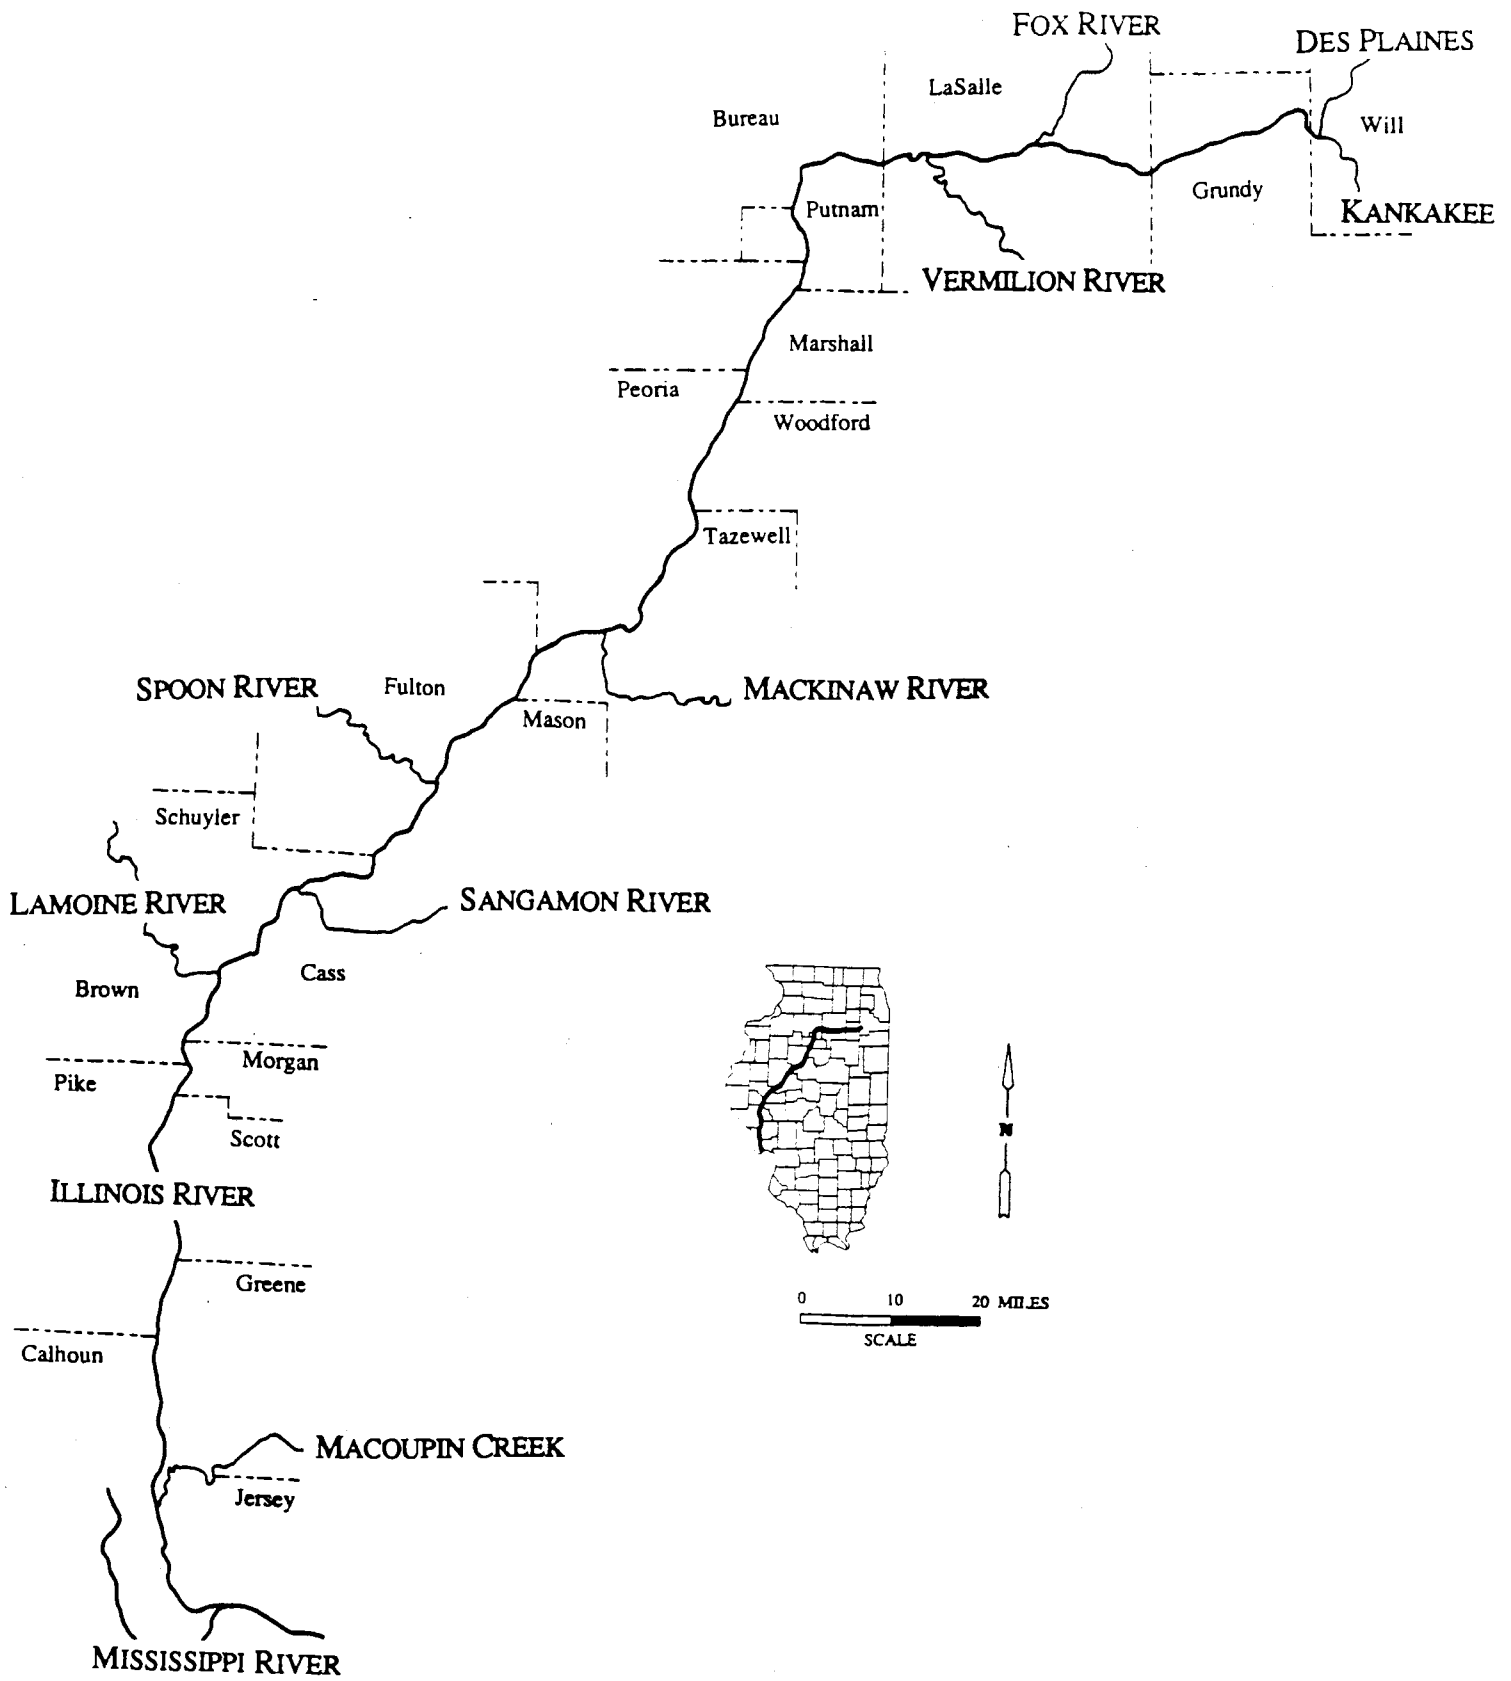 FOX RIVER
DES PLAINES
LaSalle
Bureau
Will
Grundy
Putnam
KANKAKEE
VERMILION RIVER
Marshall
Peoria
Woodford
Tazewell
SPOON RIVER
Fulton
MACKINAW RIVER
Mason
Schuyler
LAMOINE RIVER
SANGAMON RIVER
Cass
Brown
Morgan
Pike
Scott
N
ILLINOIS RIVER
Greene
0 10 20 MILES
SCALE
Calhoun
MACOUPIN CREEK
Jersey
MISSISSIPPI RIVER